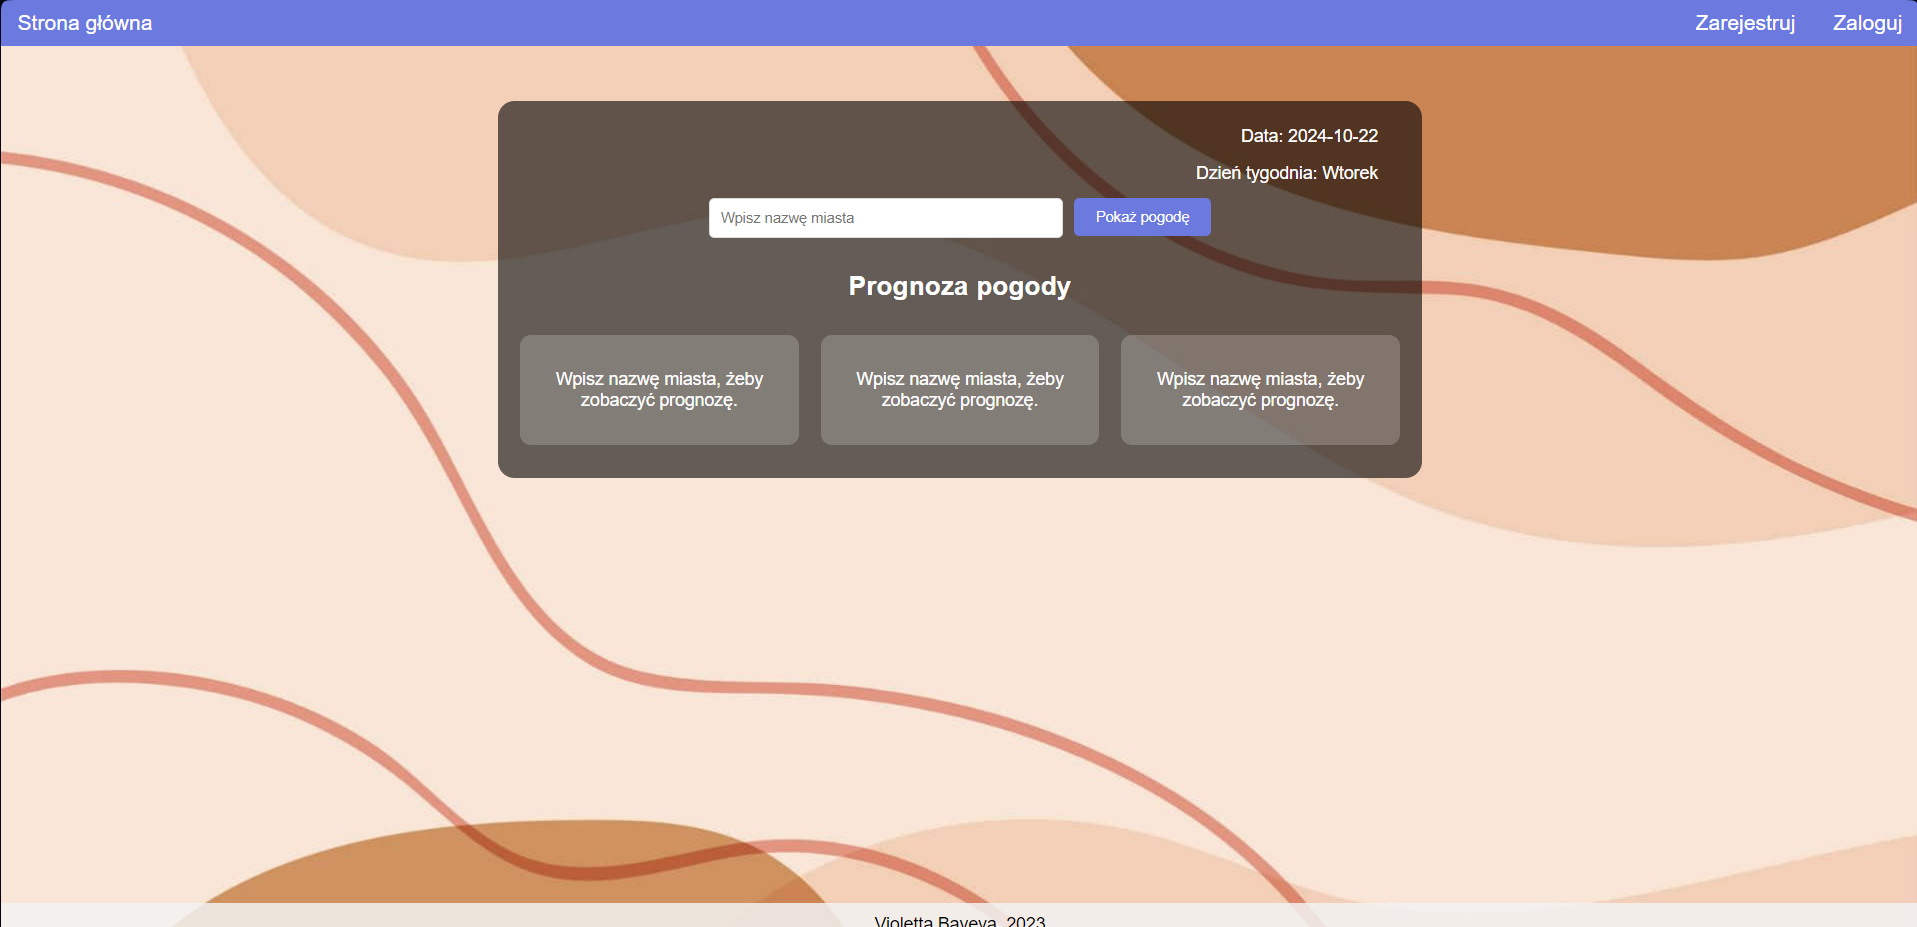 Strona główna
Zarejestruj
Zaloguj
Data: 2024-10-22
Dzień tygodnia: Wtorek
Wpisz nazwę miasta
Pokaż pogodę
Prognoza pogody
Wpisz nazwę miasta, żeby
zobaczyć prognozę.
Wpisz nazwę miasta, żeby
zobaczyć prognozę.
Wpisz nazwę miasta, żeby
zobaczyć prognozę.
Violetta Bayeva, 2023